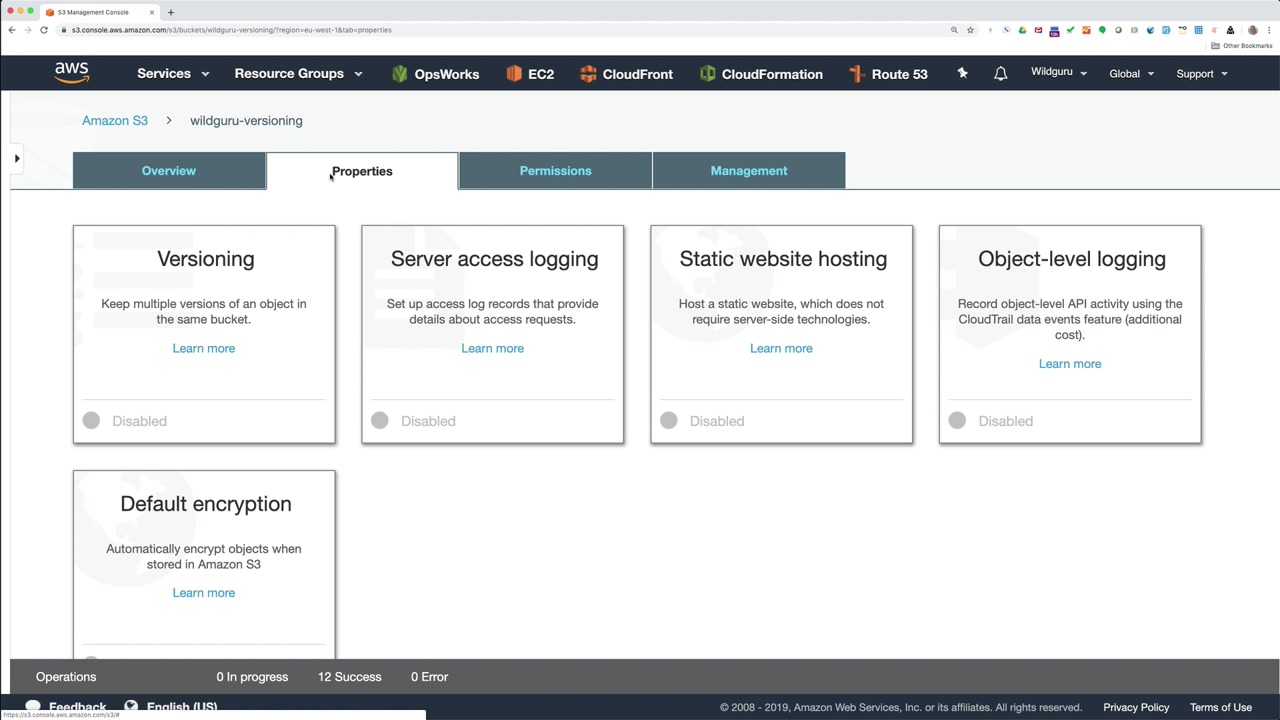 S3 Management Console
s3.console.aws.amazon.com/s3/buckets/wildguru-versioning/?region=eu-west-1&tab=properties
Other Bookmarks
aws
Services
Resource Groups
OpsWorks
EC2
CloudFront
CloudFormation
Route 53
Wildguru
Global
Support
Amazon S3
wildguru-versioning
Overview
Properties
Permissions
Management
Versioning
Keep multiple versions of an object in
the same bucket.
Learn more
Disabled
Server access logging
Set up access log records that provide
details about access requests.
Learn more
Disabled
Static website hosting
Host a static website, which does not
require server-side technologies.
Learn more
Disabled
Object-level logging
Record object-level API activity using the
CloudTrail data events feature (additional
cost).
Learn more
Disabled
Default encryption
Automatically encrypt objects when
stored in Amazon S3
Learn more
Operations
0 In progress
12 Success
0 Error
Feedback
English (US)
© 2008 - 2019, Amazon Web Services, Inc. or its affiliates. All rights reserved.
Privacy Policy
Terms of Use
https://s3.console.aws.amazon.com/s3/#